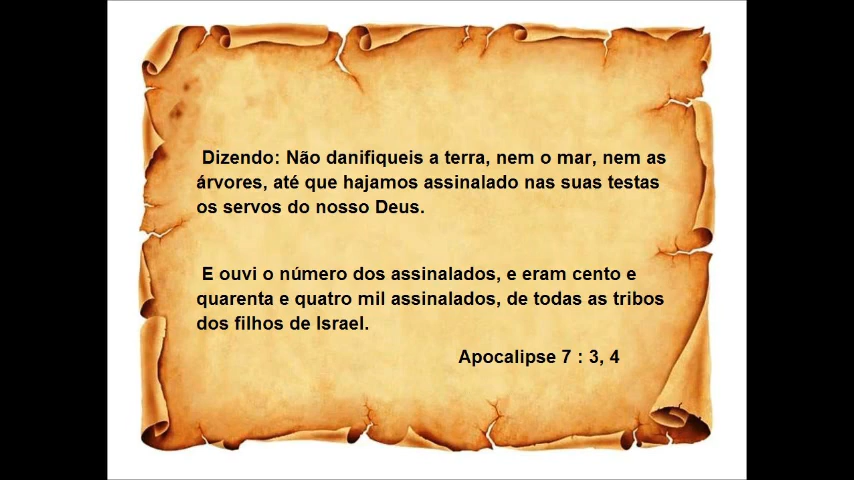 Dizendo: Não danifiqueis a terra, nem o mar, nem as
árvores, até que hajamos assinalado nas suas testas
os servos do nosso Deus.
E ouvi o número dos assinalados, e eram cento e
quarenta e quatro mil assinalados, de todas as tribos
dos filhos de Israel.
Apocalipse 7 : 3, 4